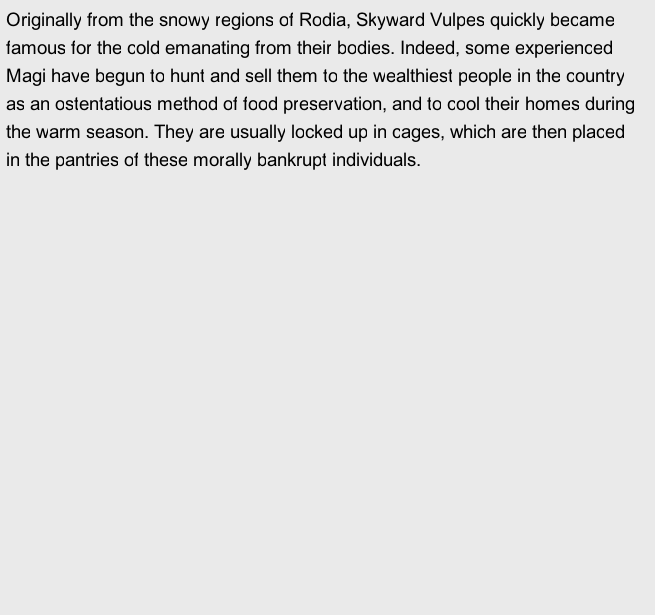 Originally from the snowy regions of Rodia, Skyward Vulpes quickly became
famous for the cold emanating from their bodies. Indeed, some experienced
Magi have begun to hunt and sell them to the wealthiest people in the country
as an ostentatious method of food preservation, and to cool their homes during
the warm season. They are usually locked up in cages, which are then placed
in the pantries of these morally bankrupt individuals.